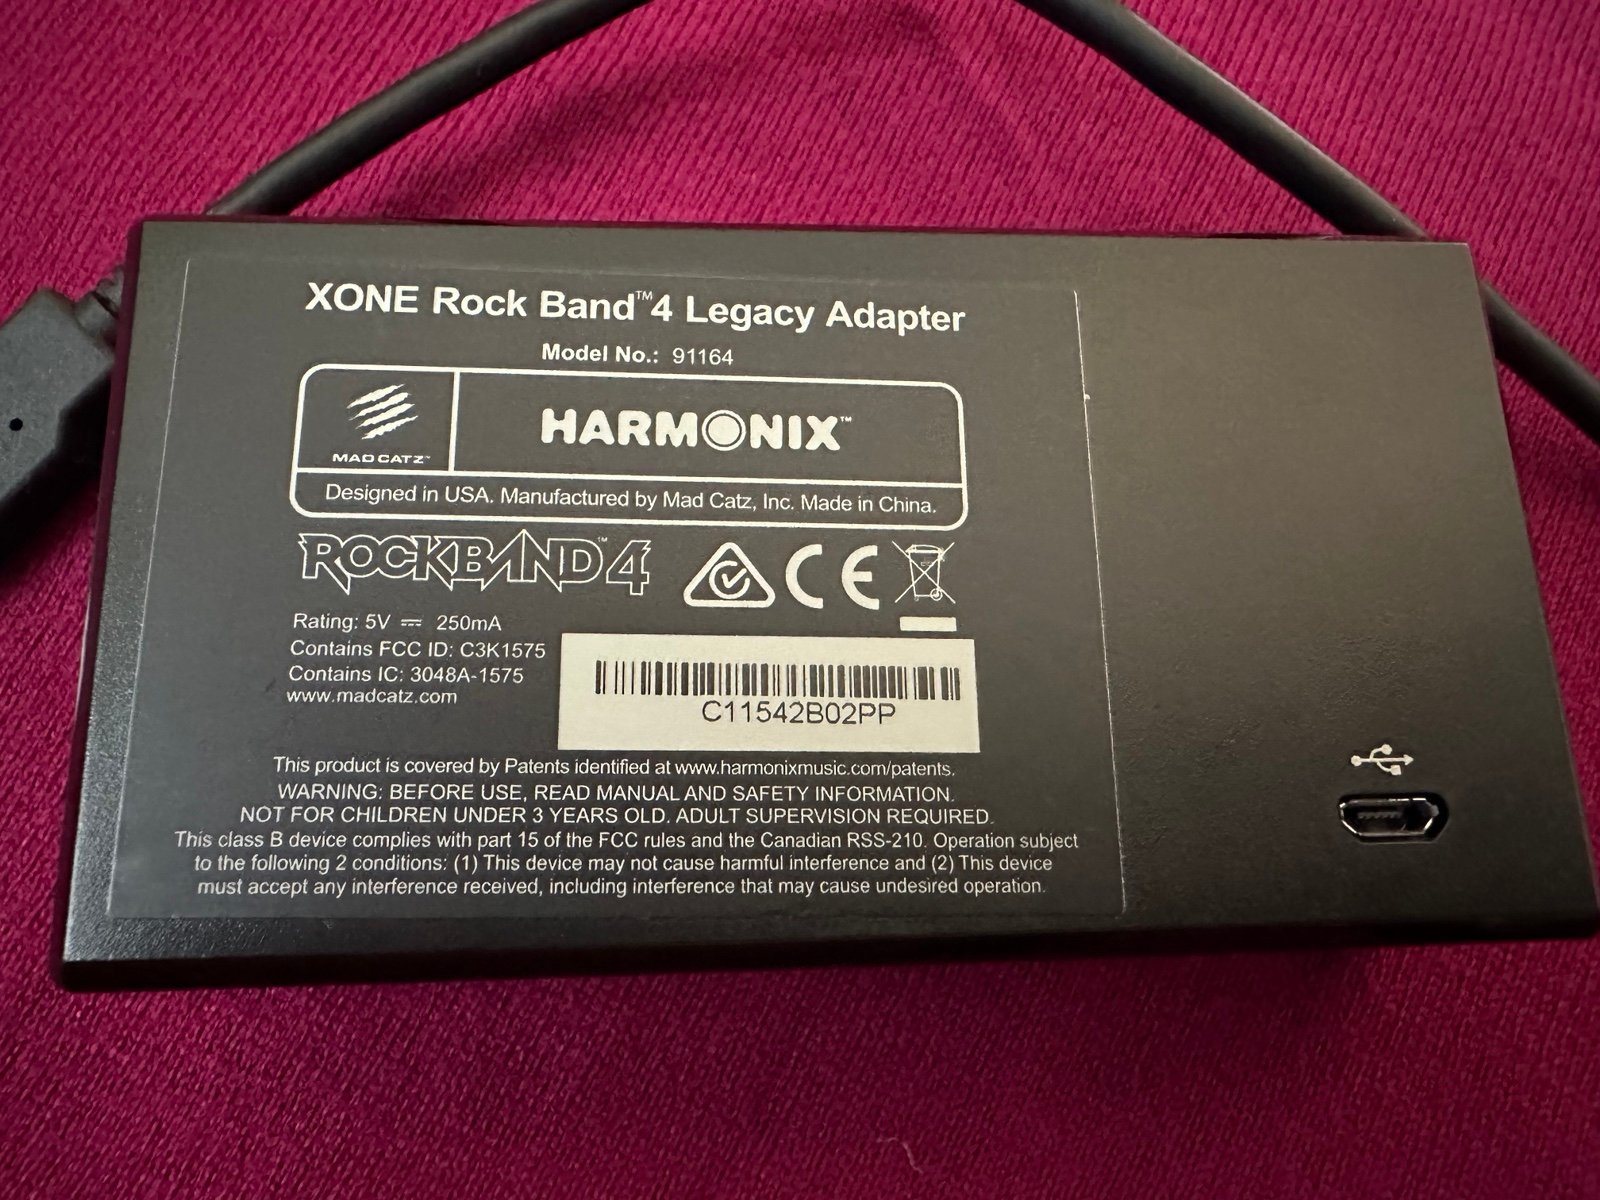 XONE Rock Band™4 Legacy Adapter
Model No.: 91164
MAD CATZ™
HARMONIX™
Designed in USA. Manufactured by Mad Catz, Inc. Made in China.
ROCKBAND™4
CE
Rating: 5V ⎓ 250mA
Contains FCC ID: C3K1575
Contains IC: 3048A-1575
www.madcatz.com
C11542B02PP
This product is covered by Patents identified at www.harmonixmusic.com/patents.
WARNING: BEFORE USE, READ MANUAL AND SAFETY INFORMATION.
NOT FOR CHILDREN UNDER 3 YEARS OLD. ADULT SUPERVISION REQUIRED.
This class B device complies with part 15 of the FCC rules and the Canadian RSS-210. Operation subject
to the following 2 conditions: (1) This device may not cause harmful interference and (2) This device
must accept any interference received, including interference that may cause undesired operation.